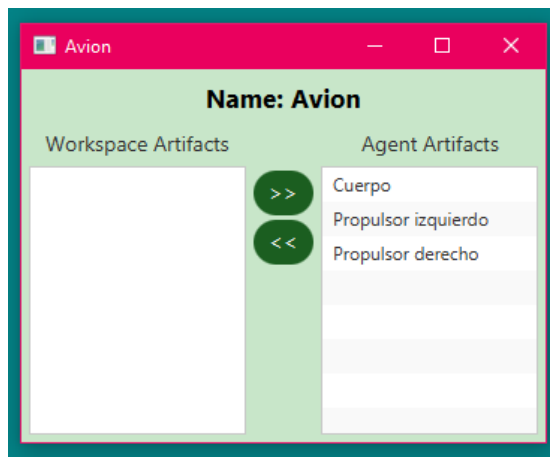 Avion
Name: Avion
Workspace Artifacts
Agent Artifacts
>>
<<
Cuerpo
Propulsor izquierdo
Propulsor derecho